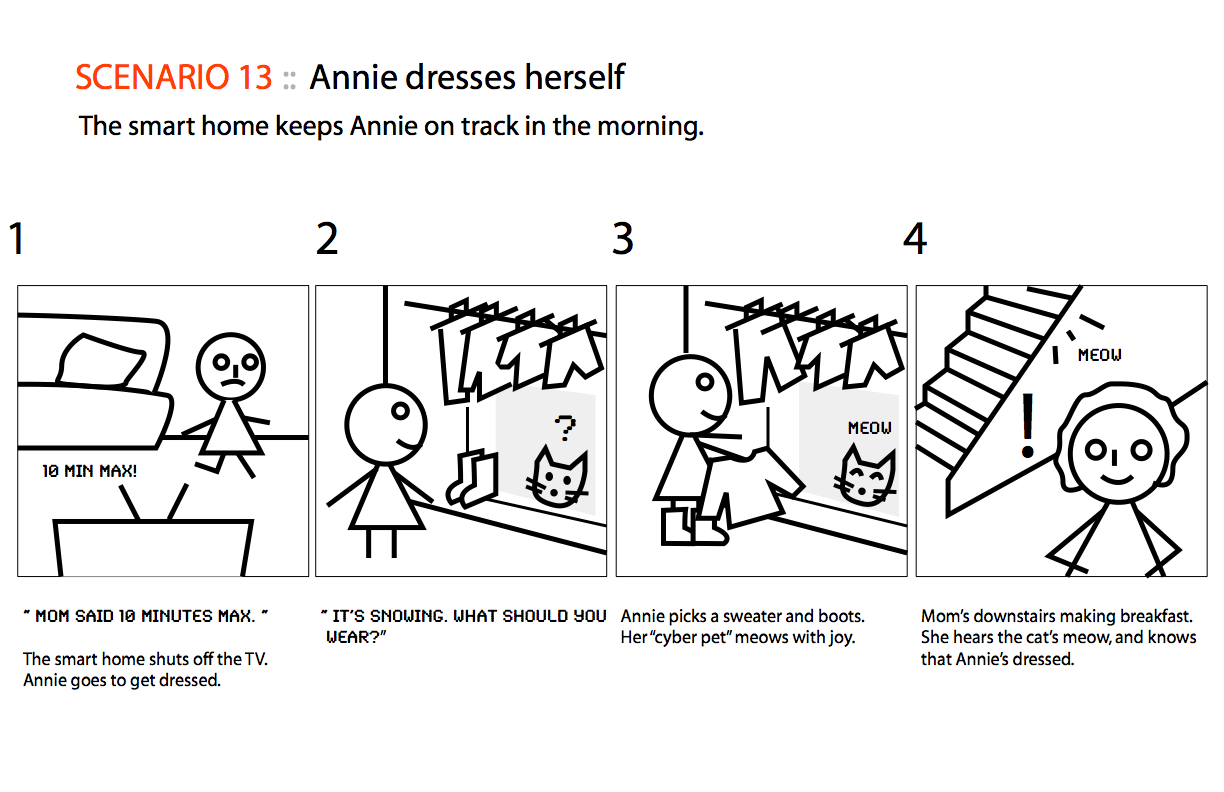 SCENARIO 13 :: Annie dresses herself
The smart home keeps Annie on track in the morning.
1
2
3
4
10 MIN MAX!
?
MEOW
MEOW
!
" MOM SAID 10 MINUTES MAX. "
The smart home shuts off the TV.
Annie goes to get dressed.
" IT'S SNOWING. WHAT SHOULD YOU
WEAR?"
Annie picks a sweater and boots.
Her “cyber pet” meows with joy.
Mom’s downstairs making breakfast.
She hears the cat’s meow, and knows
that Annie’s dressed.